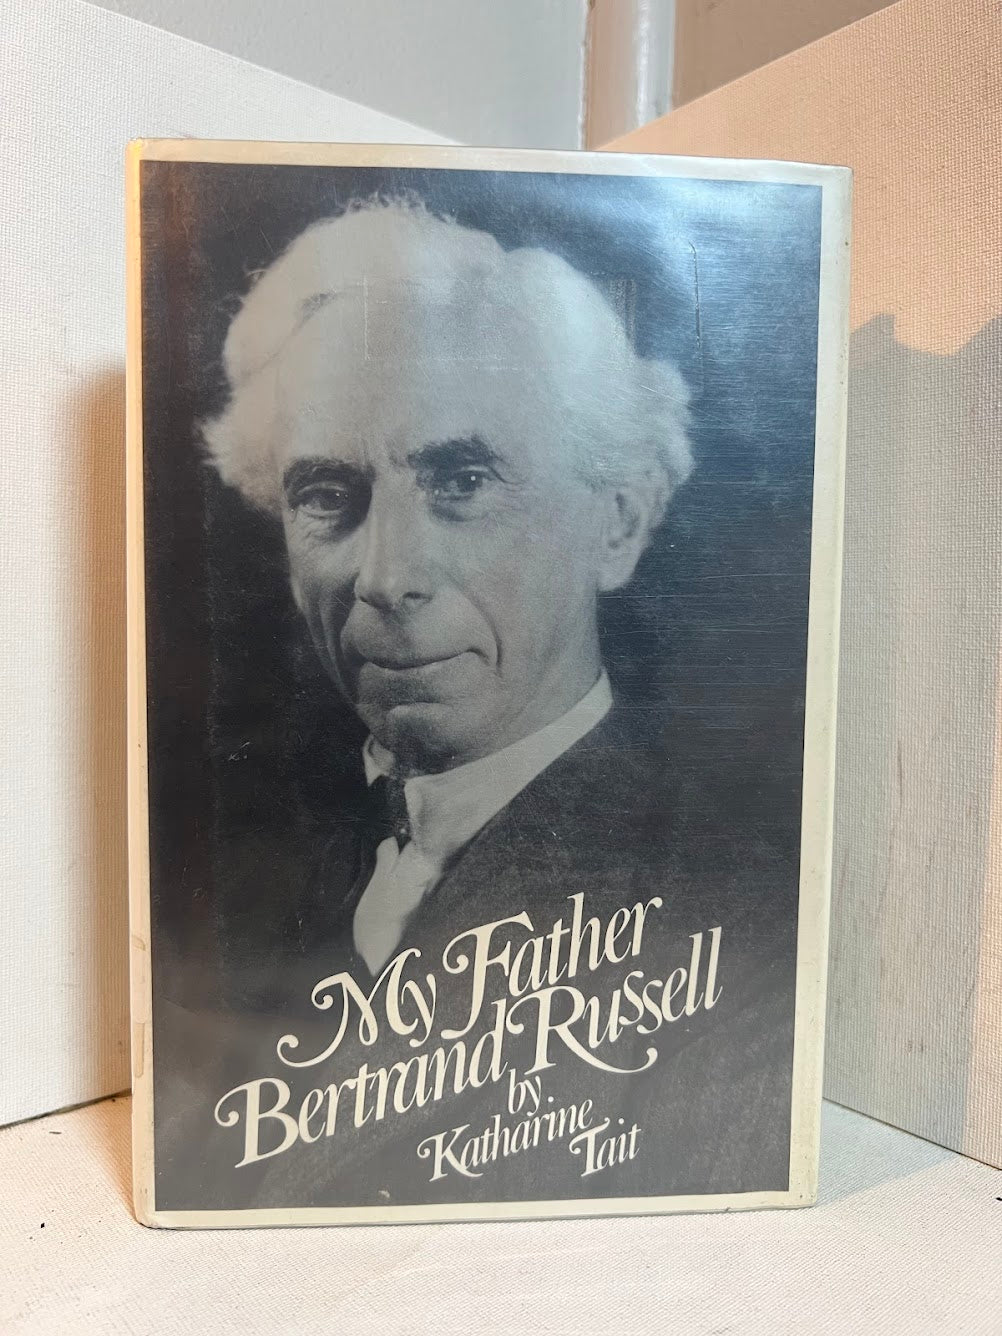 My Father
Bertrand Russell
by
Katharine
Tait